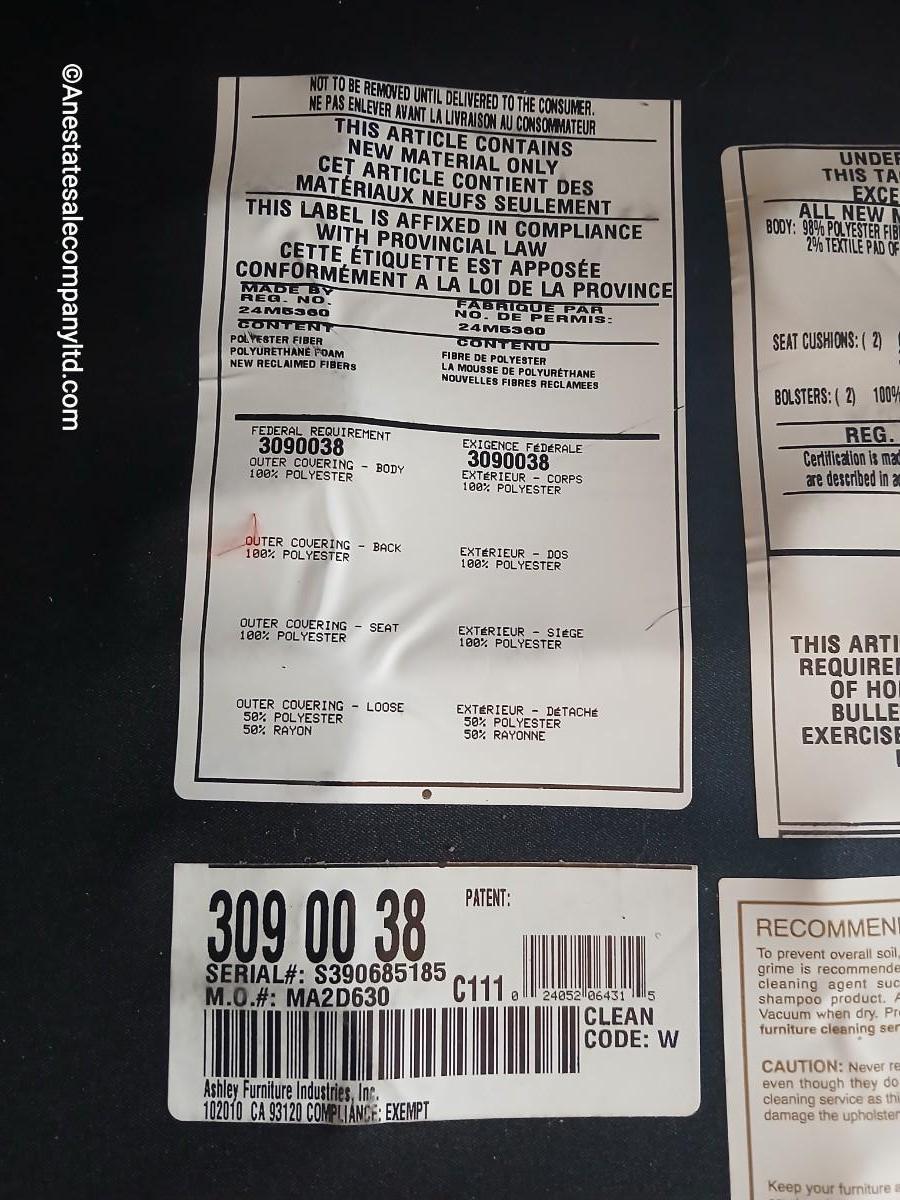 ©Anestatesalecompanyltd.com
NOT TO BE REMOVED UNTIL DELIVERED TO THE CONSUMER.
NE PAS ENLEVER AVANT LA LIVRAISON AU CONSOMMATEUR
THIS ARTICLE CONTAINS
NEW MATERIAL ONLY
CET ARTICLE CONTIENT DES
MATÉRIAUX NEUFS SEULEMENT
THIS LABEL IS AFFIXED IN COMPLIANCE
WITH PROVINCIAL LAW
CETTE ÉTIQUETTE EST APPOSÉE
CONFORMÉMENT A LA LOI DE LA PROVINCE
MADE BY FABRIQUE PAR
REG. NO. NO. DE PERMIS:
24M5360 24M5360
CONTENT CONTENU
POLYESTER FIBER FIBRE DE POLYESTER
POLYURETHANE FOAM LA MOUSSE DE POLYURÉTHANE
NEW RECLAIMED FIBERS NOUVELLES FIBRES RECLAMEES
FEDERAL REQUIREMENT EXIGENCE FÉDÉRALE
3090038 3090038
OUTER COVERING - BODY EXTÉRIEUR - CORPS
100% POLYESTER 100% POLYESTER
OUTER COVERING - BACK EXTÉRIEUR - DOS
100% POLYESTER 100% POLYESTER
OUTER COVERING - SEAT EXTÉRIEUR - SIÉGE
100% POLYESTER 100% POLYESTER
OUTER COVERING - LOOSE EXTÉRIEUR - DÉTACHÉ
50% POLYESTER 50% POLYESTER
50% RAYON 50% RAYONNE
309 00 38 PATENT:
SERIAL#: S390685185
M.O.#: MA2D630 C111
0 24052 06431 5
CLEAN
CODE: W
Ashley Furniture Industries, Inc.
102010 CA 93120 COMPLIANCE: EXEMPT
UNDER
THIS TA
EXCE
ALL NEW M
BODY: 98% POLYESTER FIB
2% TEXTILE PAD OF
SEAT CUSHIONS: ( 2)
BOLSTERS: ( 2) 100%
REG.
Certification is mad
are described in a
THIS ARTI
REQUIREM
OF HO
BULLE
EXERCISE
RECOMMEN
To prevent overall soil,
grime is recommende
cleaning agent suc
shampoo product. A
Vacuum when dry. Pr
furniture cleaning ser
CAUTION: Never re
even though they do
cleaning service as thi
damage the upholster
Keep your furniture a